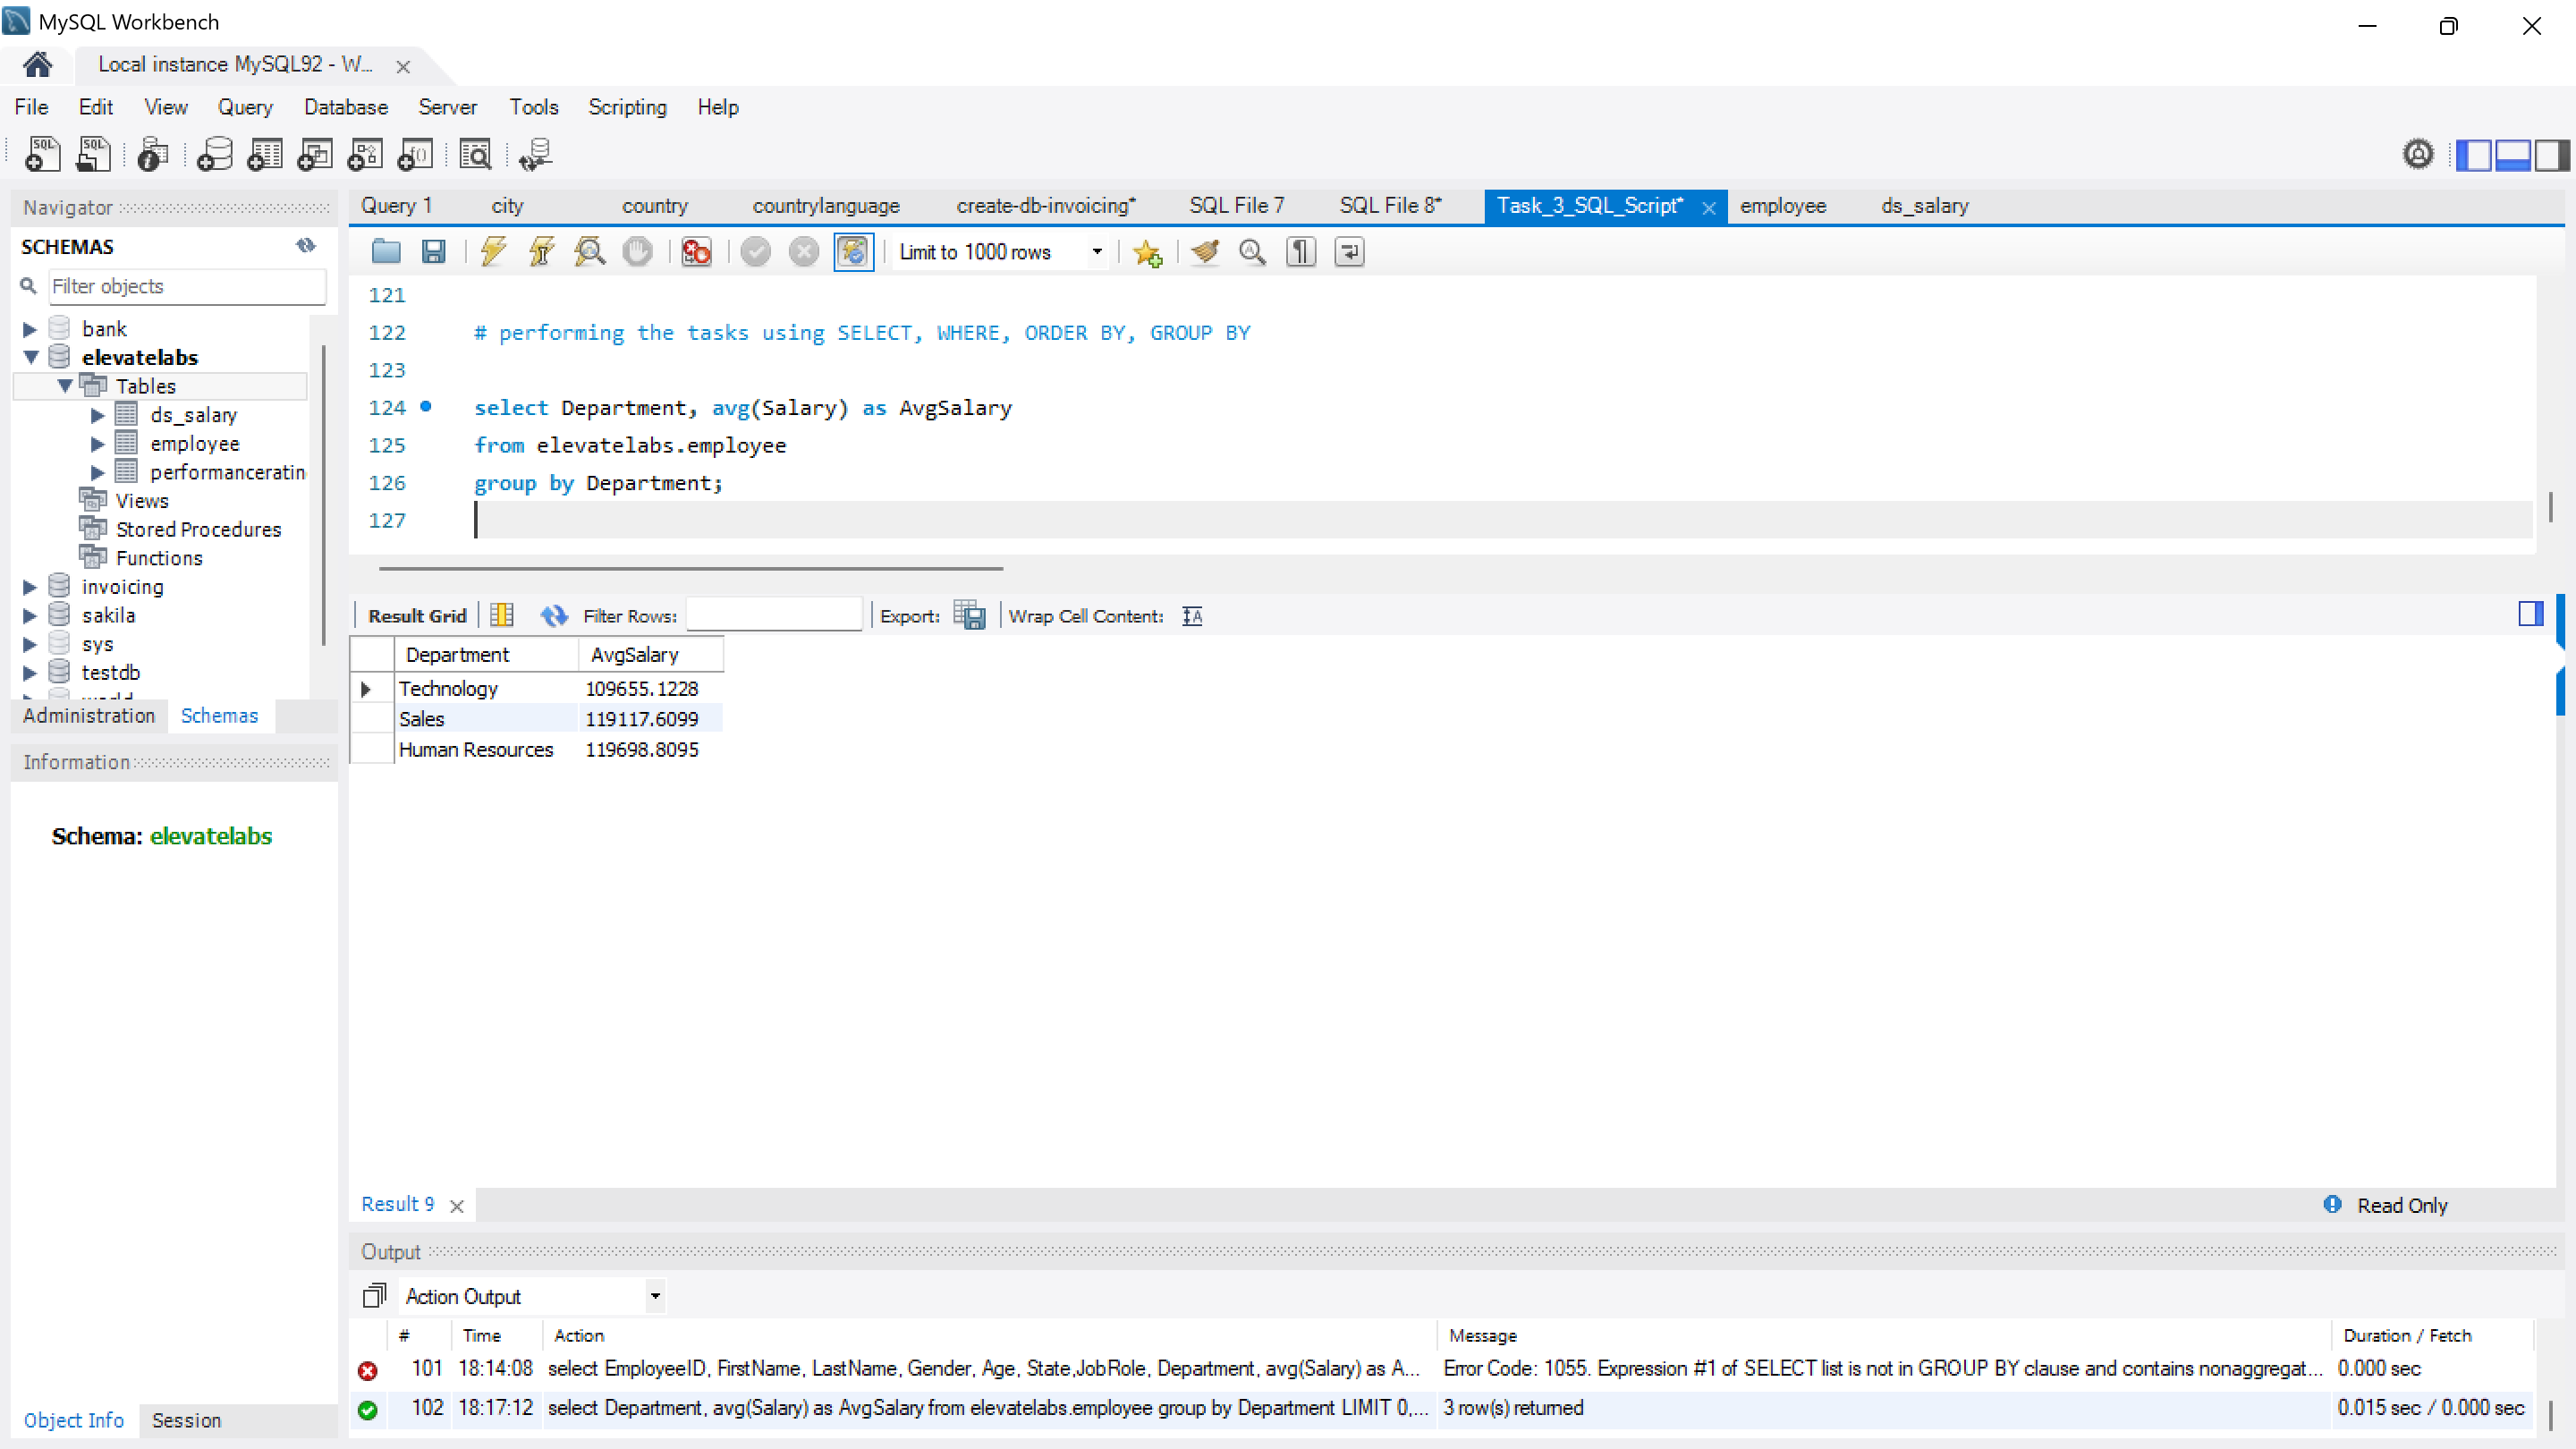 MySQL Workbench
Local instance MySQL92 - W...
File Edit View Query Database Server Tools Scripting Help
Navigator
SCHEMAS
Filter objects
bank
elevatelabs
Tables
ds_salary
employee
performanceratin
Views
Stored Procedures
Functions
invoicing
sakila
sys
testdb
Administration Schemas
Information
Schema: elevatelabs
Object Info Session
Query 1 city country countrylanguage create-db-invoicing* SQL File 7 SQL File 8* Task_3_SQL_Script* employee ds_salary
Limit to 1000 rows
121
122 # performing the tasks using SELECT, WHERE, ORDER BY, GROUP BY
123
124 select Department, avg(Salary) as AvgSalary
125 from elevatelabs.employee
126 group by Department;
127
Result Grid Filter Rows: Export: Wrap Cell Content:
Department AvgSalary
Technology 109655.1228
Sales 119117.6099
Human Resources 119698.8095
Result 9 Read Only
Output
Action Output
# Time Action Message Duration / Fetch
101 18:14:08 select EmployeeID, FirstName, LastName, Gender, Age, State,JobRole, Department, avg(Salary) as A... Error Code: 1055. Expression #1 of SELECT list is not in GROUP BY clause and contains nonaggregat... 0.000 sec
102 18:17:12 select Department, avg(Salary) as AvgSalary from elevatelabs.employee group by Department LIMIT 0,... 3 row(s) returned 0.015 sec / 0.000 sec